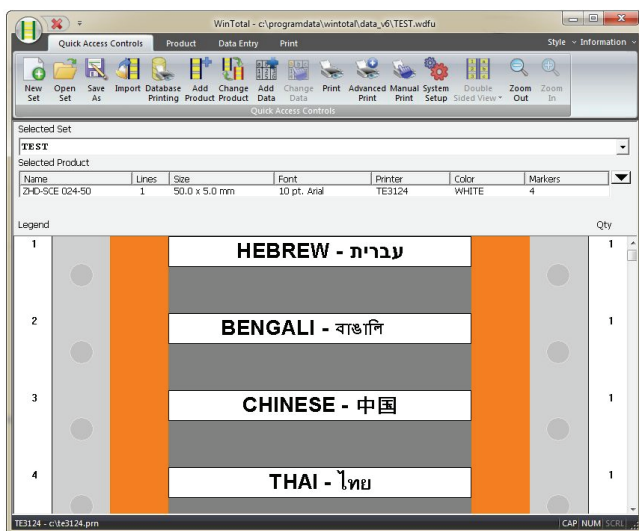 WinTotal - c:\programdata\wintotal\data_v6\TEST.wdfu
Quick Access Controls Product Data Entry Print Style Information
New Set Open Set Save As Import Database Printing Add Product Change Product Add Data Change Data Print Advanced Print Manual Print System Setup Double Sided View Zoom Out Zoom In
Quick Access Controls
Selected Set
TEST
Selected Product
Name Lines Size Font Printer Color Markers
ZHD-SCE 024-50 1 50.0 x 5.0 mm 10 pt. Arial TE3124 WHITE 4
Legend Qty
1 HEBREW - עברית 1
2 BENGALI - বাঙালি 1
3 CHINESE - 中国 1
4 THAI - ไทย 1
TE3124 - c:\te3124.prn CAP NUM SCRL